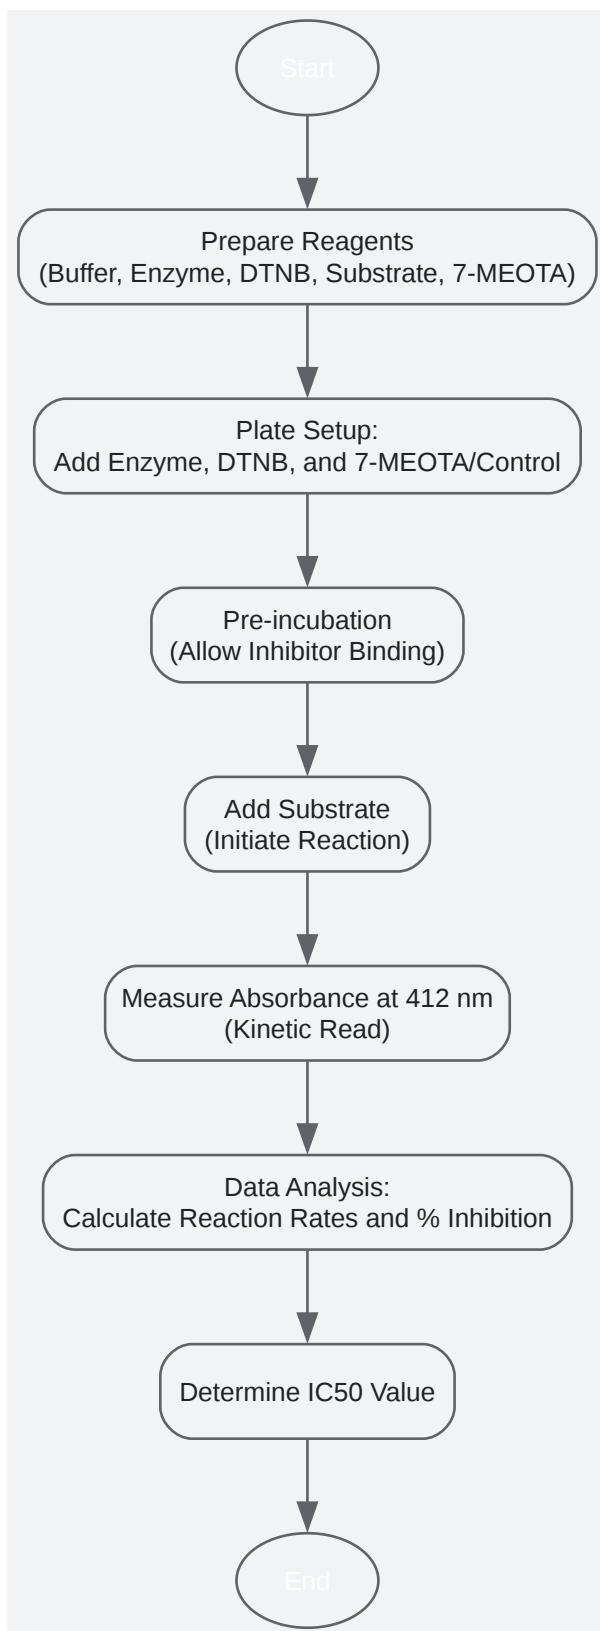 Start
Prepare Reagents
(Buffer, Enzyme, DTNB, Substrate, 7-MEOTA)
Plate Setup:
Add Enzyme, DTNB, and 7-MEOTA/Control
Pre-incubation
(Allow Inhibitor Binding)
Add Substrate
(Initiate Reaction)
Measure Absorbance at 412 nm
(Kinetic Read)
Data Analysis:
Calculate Reaction Rates and % Inhibition
Determine IC50 Value
End